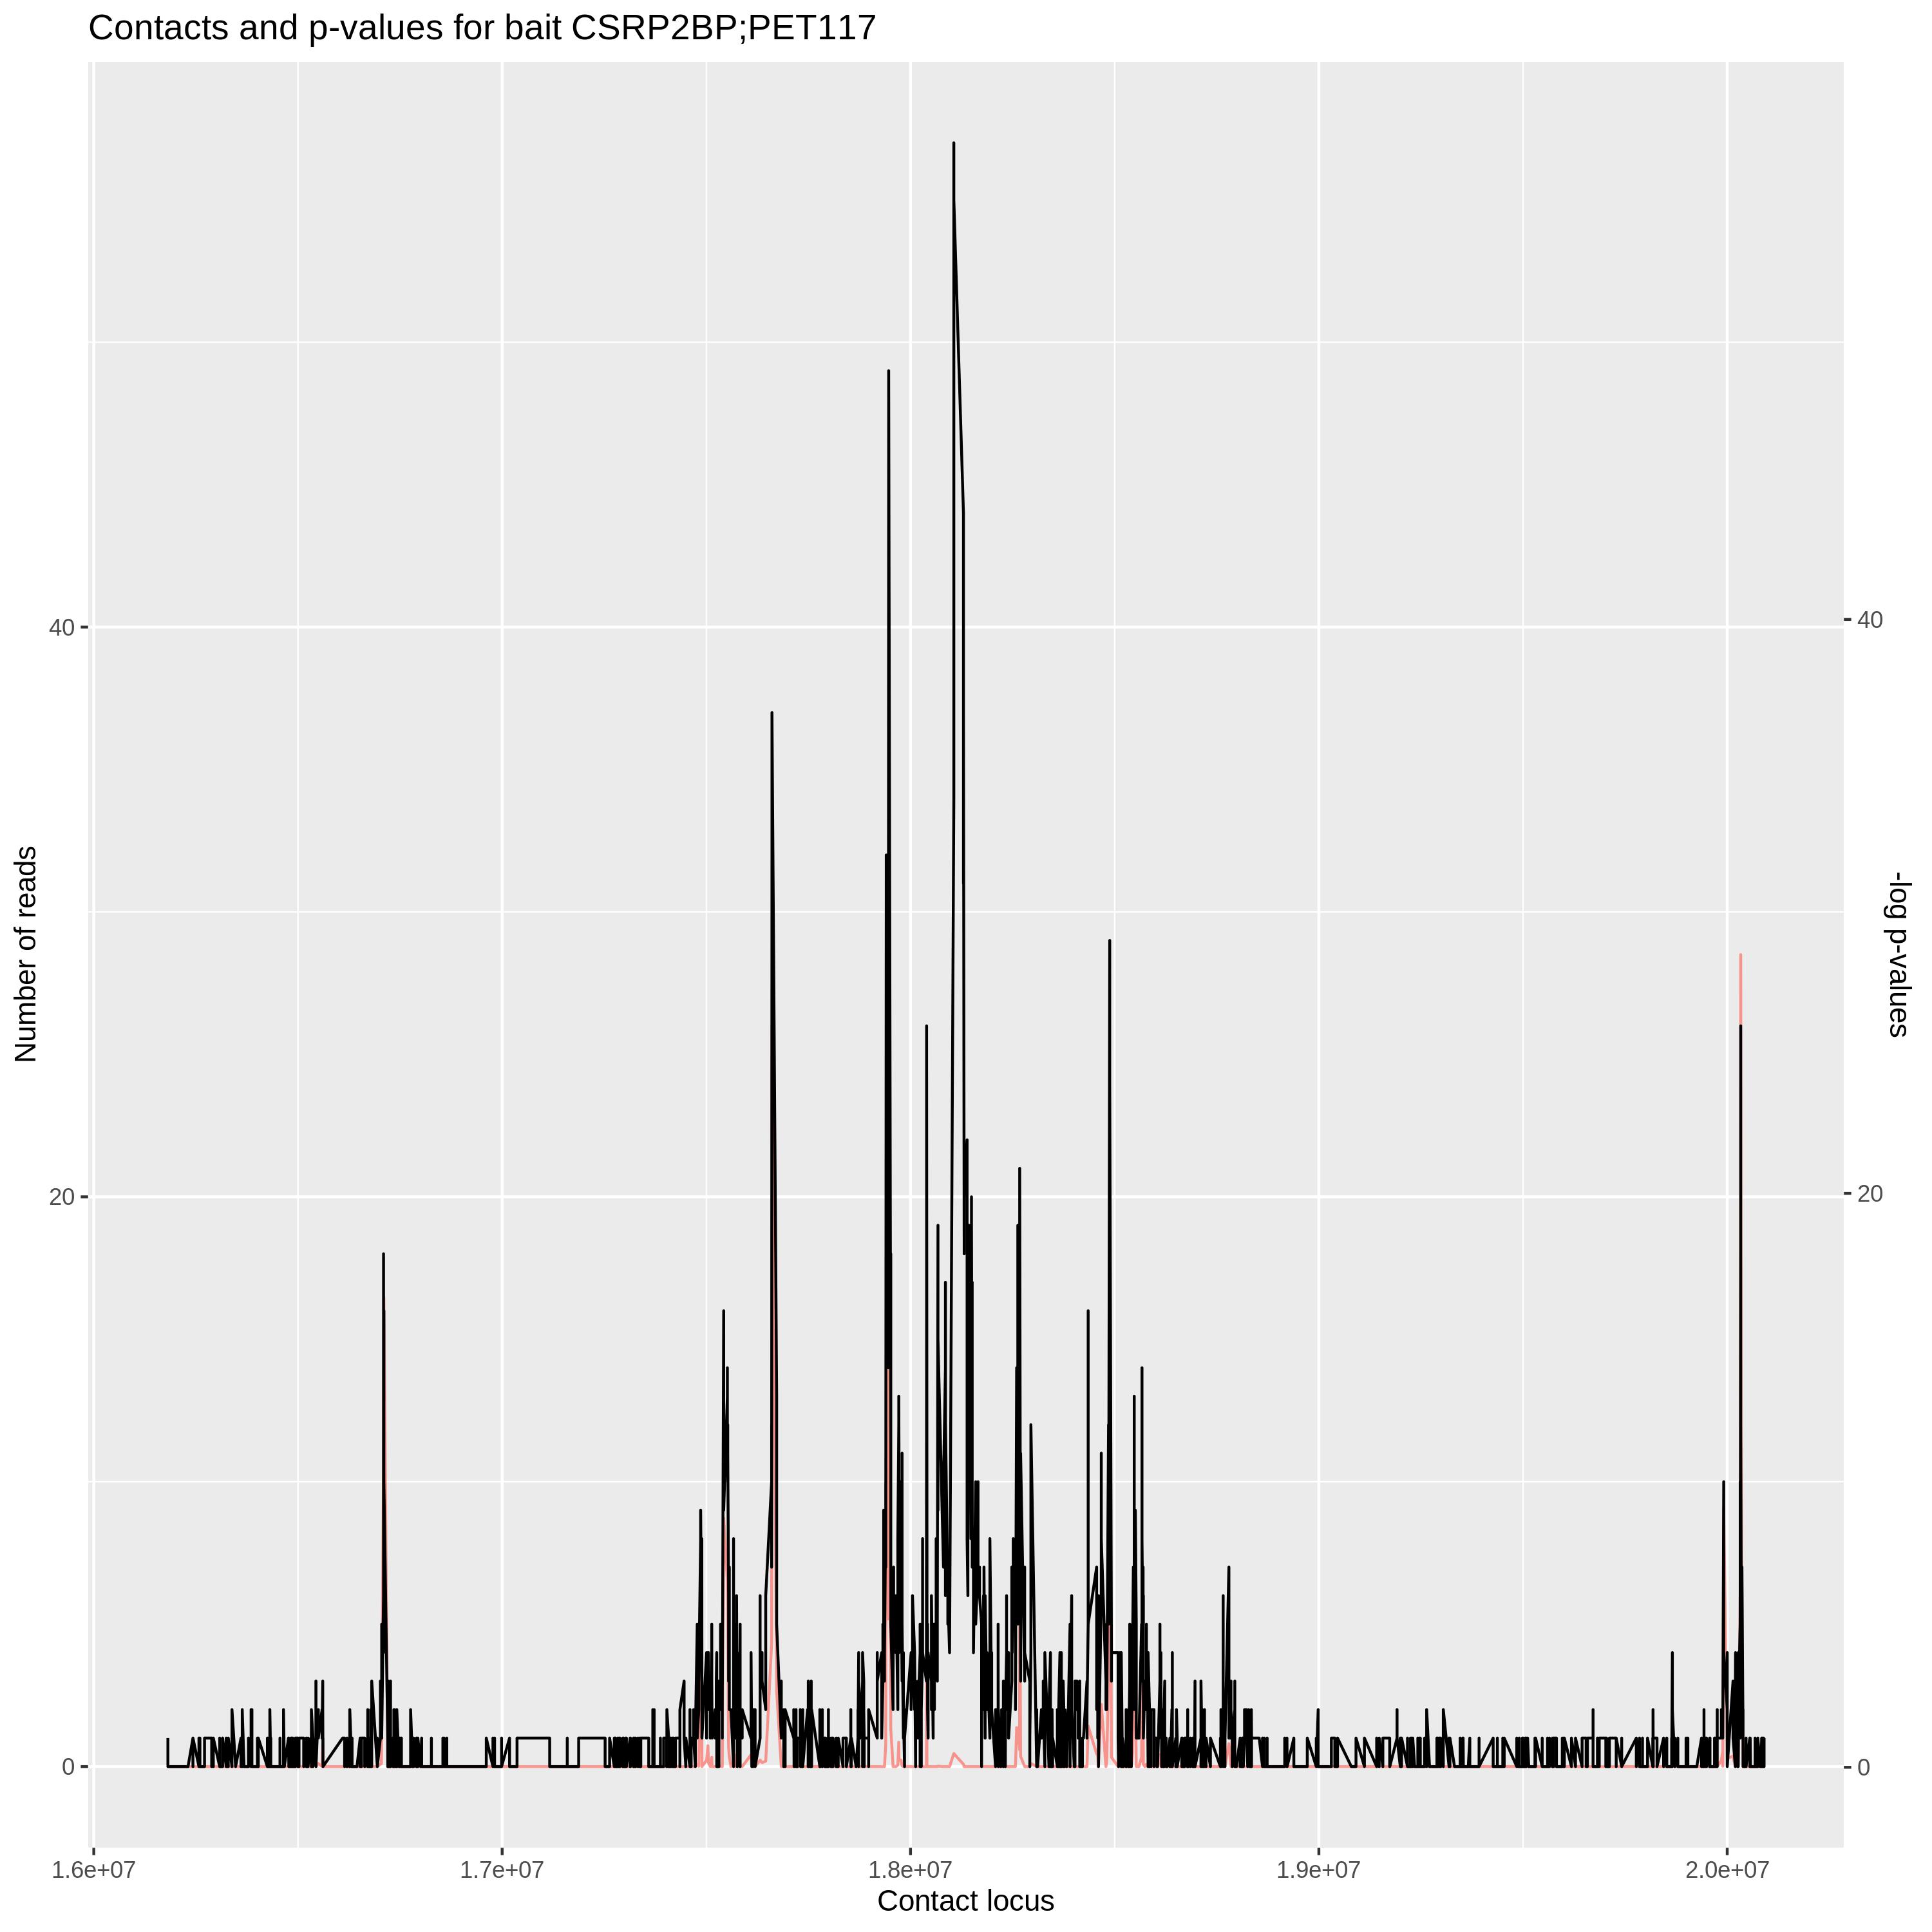 Contacts and p-values for bait CSRP2BP;PET117
Number of reads
40
20
0
-log p-values
40
20
0
1.6e+07
1.7e+07
1.8e+07
1.9e+07
2.0e+07
Contact locus